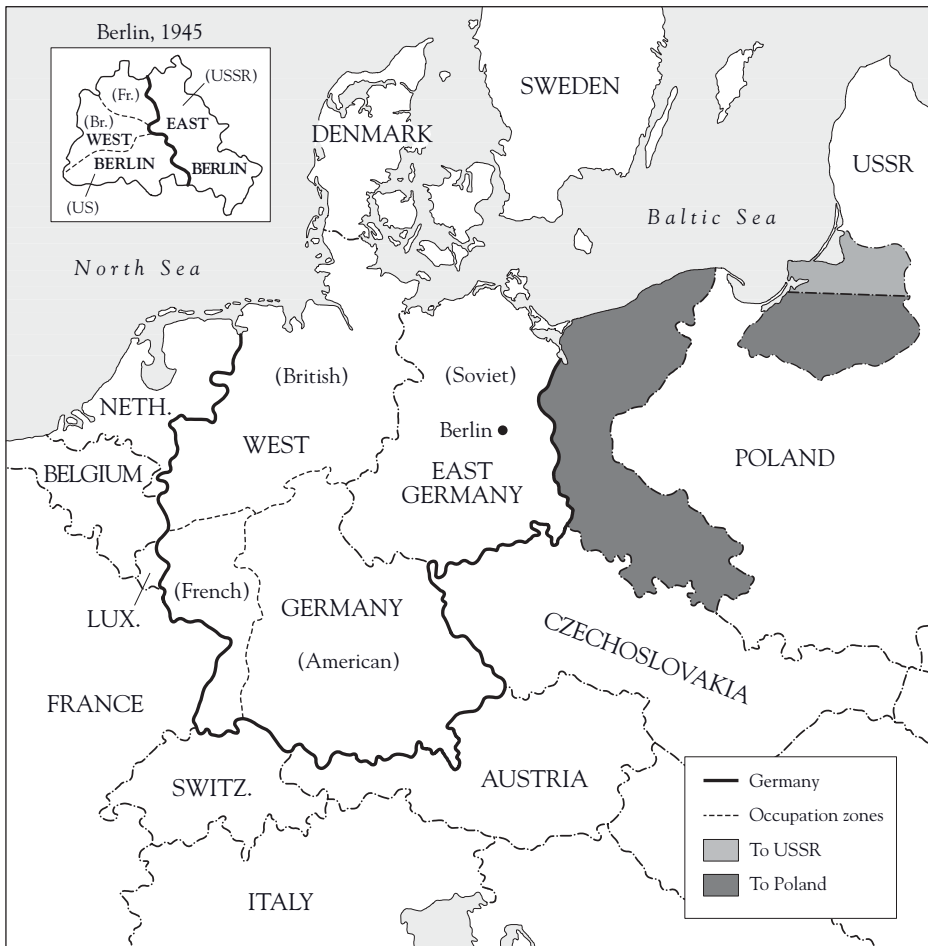 Berlin, 1945
(Fr.)
(USSR)
(Br.)
EAST
WEST
BERLIN
BERLIN
(US)
SWEDEN
DENMARK
USSR
Baltic Sea
North Sea
(British)
(Soviet)
NETH.
Berlin
WEST
POLAND
BELGIUM
EAST
GERMANY
(French)
GERMANY
LUX.
CZECHOSLOVAKIA
(American)
FRANCE
SWITZ.
AUSTRIA
Germany
Occupation zones
To USSR
To Poland
ITALY